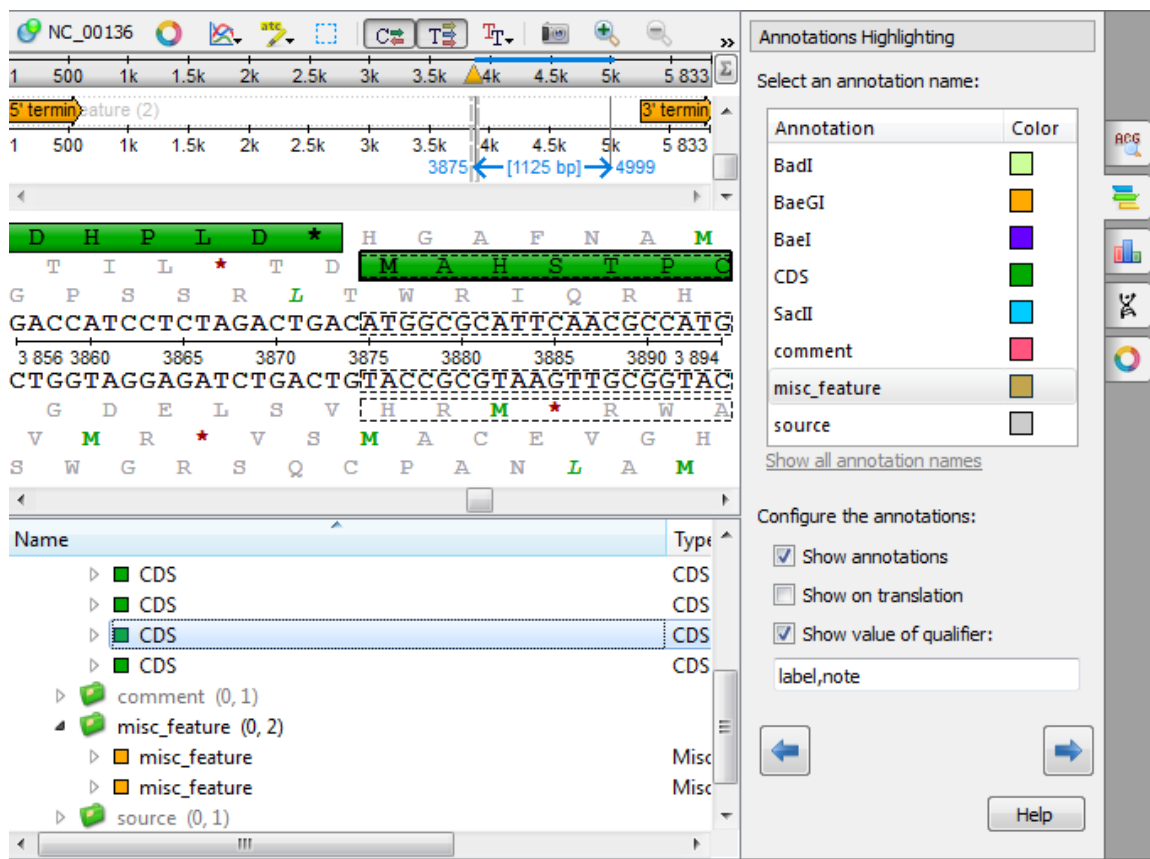 NC_00136 atc C T TT »
1 500 1k 1.5k 2k 2.5k 3k 3.5k 4k 4.5k 5k 5 833 Σ
5' termin eature (2) 3' termin
1 500 1k 1.5k 2k 2.5k 3k 3.5k 4k 4.5k 5k 5 833
3875 [1125 bp] 4999
D H P L D * H G A F N A M
T I L * T D M A H S T P C
G P S S R L T W R I Q R H
GACCATCCTCTAGACTGACATGGCGCATTCAACGCCATG
3 856 3860 3865 3870 3875 3880 3885 3890 3 894
CTGGTAGGAGATCTGACTGTACCGCGTAAGTTGCGGTAC
G D E L S V H R M * R W A
V M R * V S M A C E V G H
S W G R S Q C P A N L A M
Name Type
CDS CDS
CDS CDS
CDS CDS
CDS CDS
comment (0, 1)
misc_feature (0, 2)
misc_feature Misc
misc_feature Misc
source (0, 1)
Annotations Highlighting
Select an annotation name:
Annotation Color
BadI
BaeGI
BaeI
CDS
SacII
comment
misc_feature
source
Show all annotation names
Configure the annotations:
Show annotations
Show on translation
Show value of qualifier:
label,note
Help
ACG